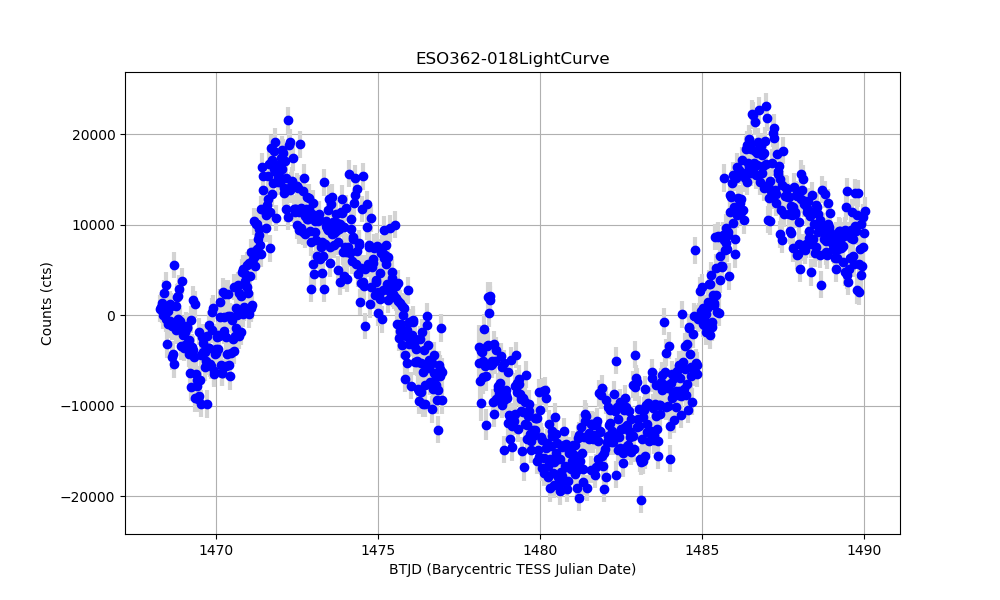 ESO362-018LightCurve
Counts (cts)
20000
10000
0
−10000
−20000
1470 1475 1480 1485 1490
BTJD (Barycentric TESS Julian Date)